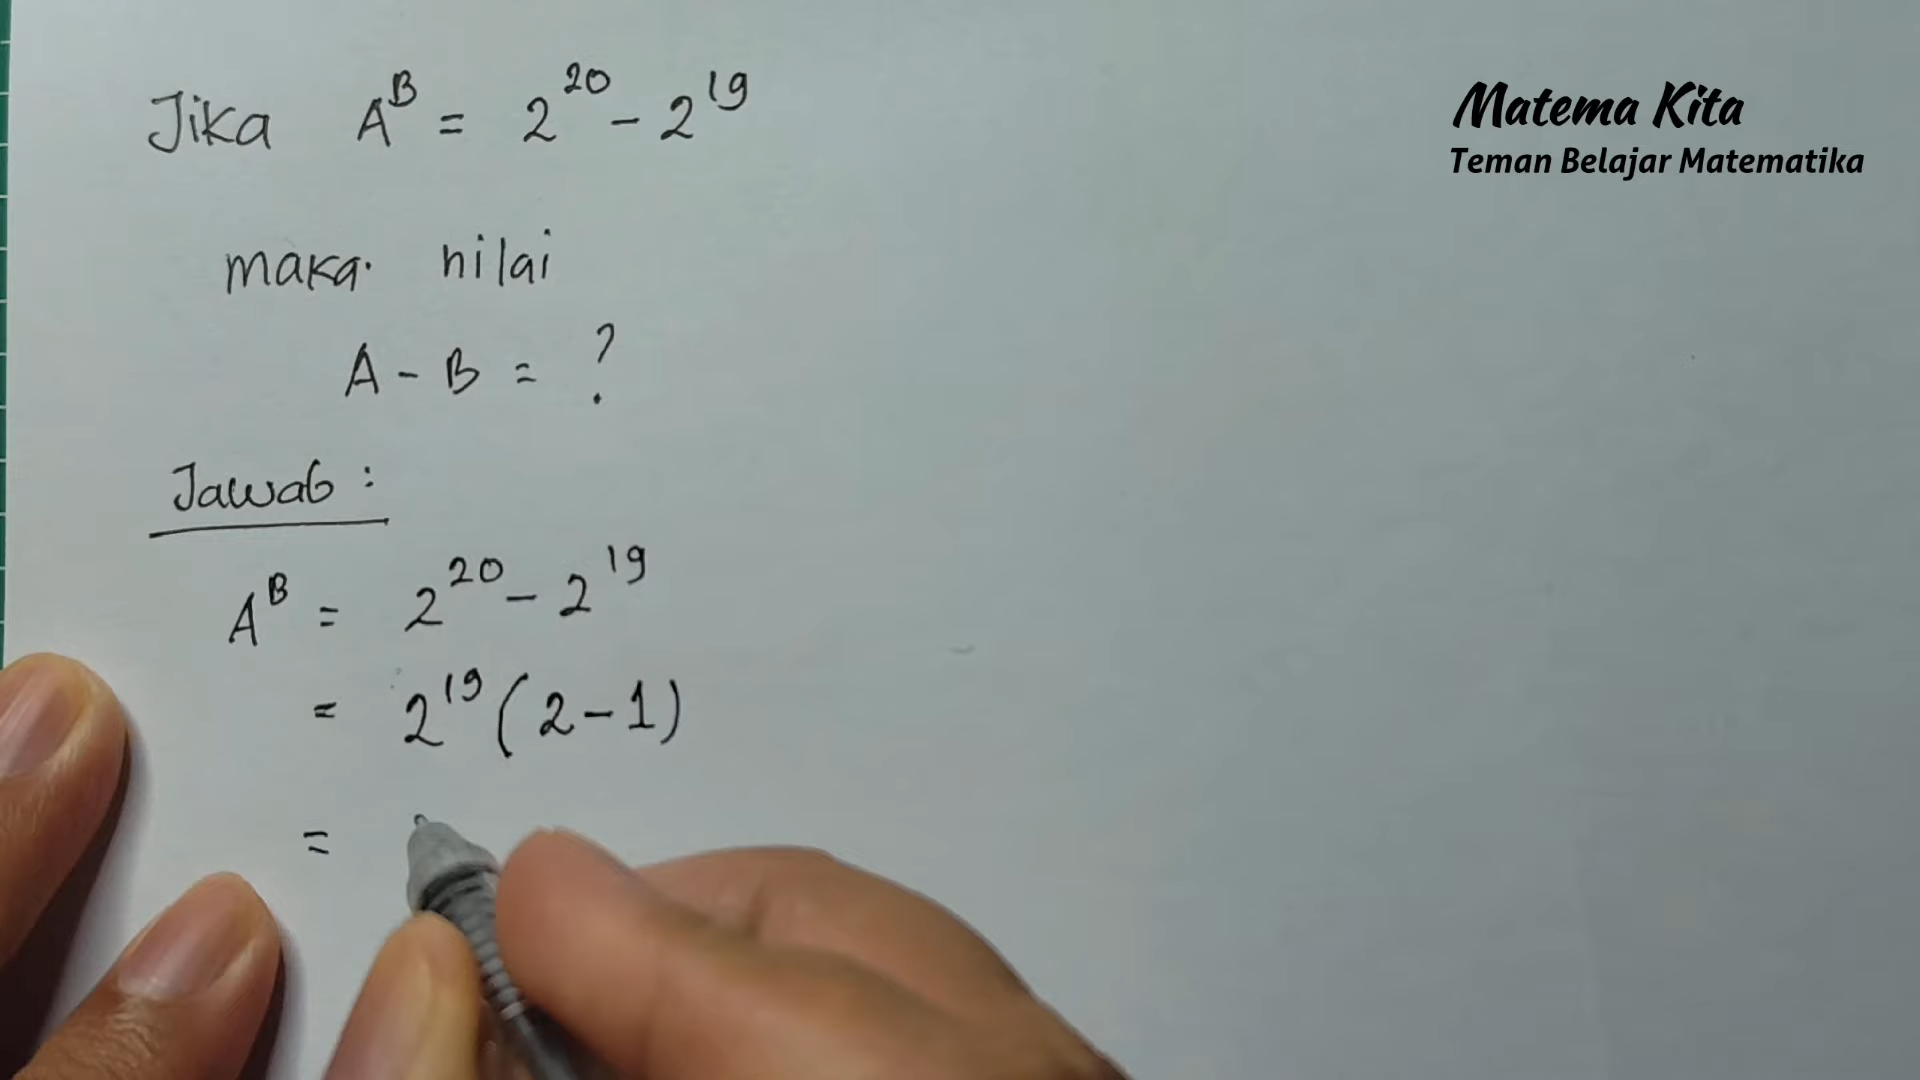 Jika A^B = 2^20 - 2^19
maka nilai
A - B = ?
Jawab :
A^B = 2^20 - 2^19
= 2^19 (2 - 1)
=
Matema Kita
Teman Belajar Matematika